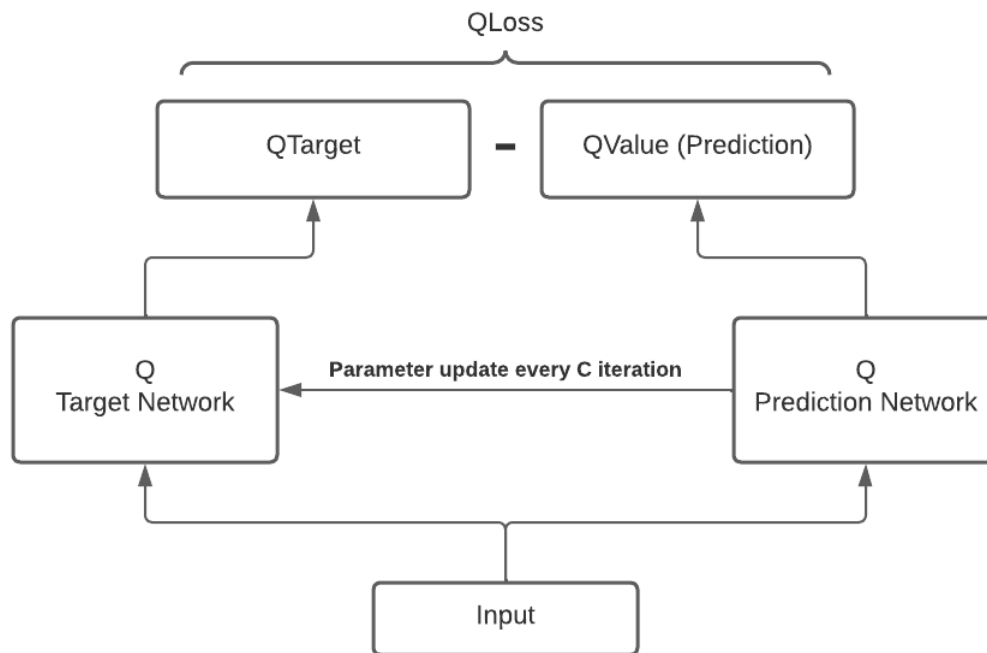 QLoss
QTarget
-
QValue (Prediction)
Q
Target Network
Parameter update every C iteration
Q
Prediction Network
Input